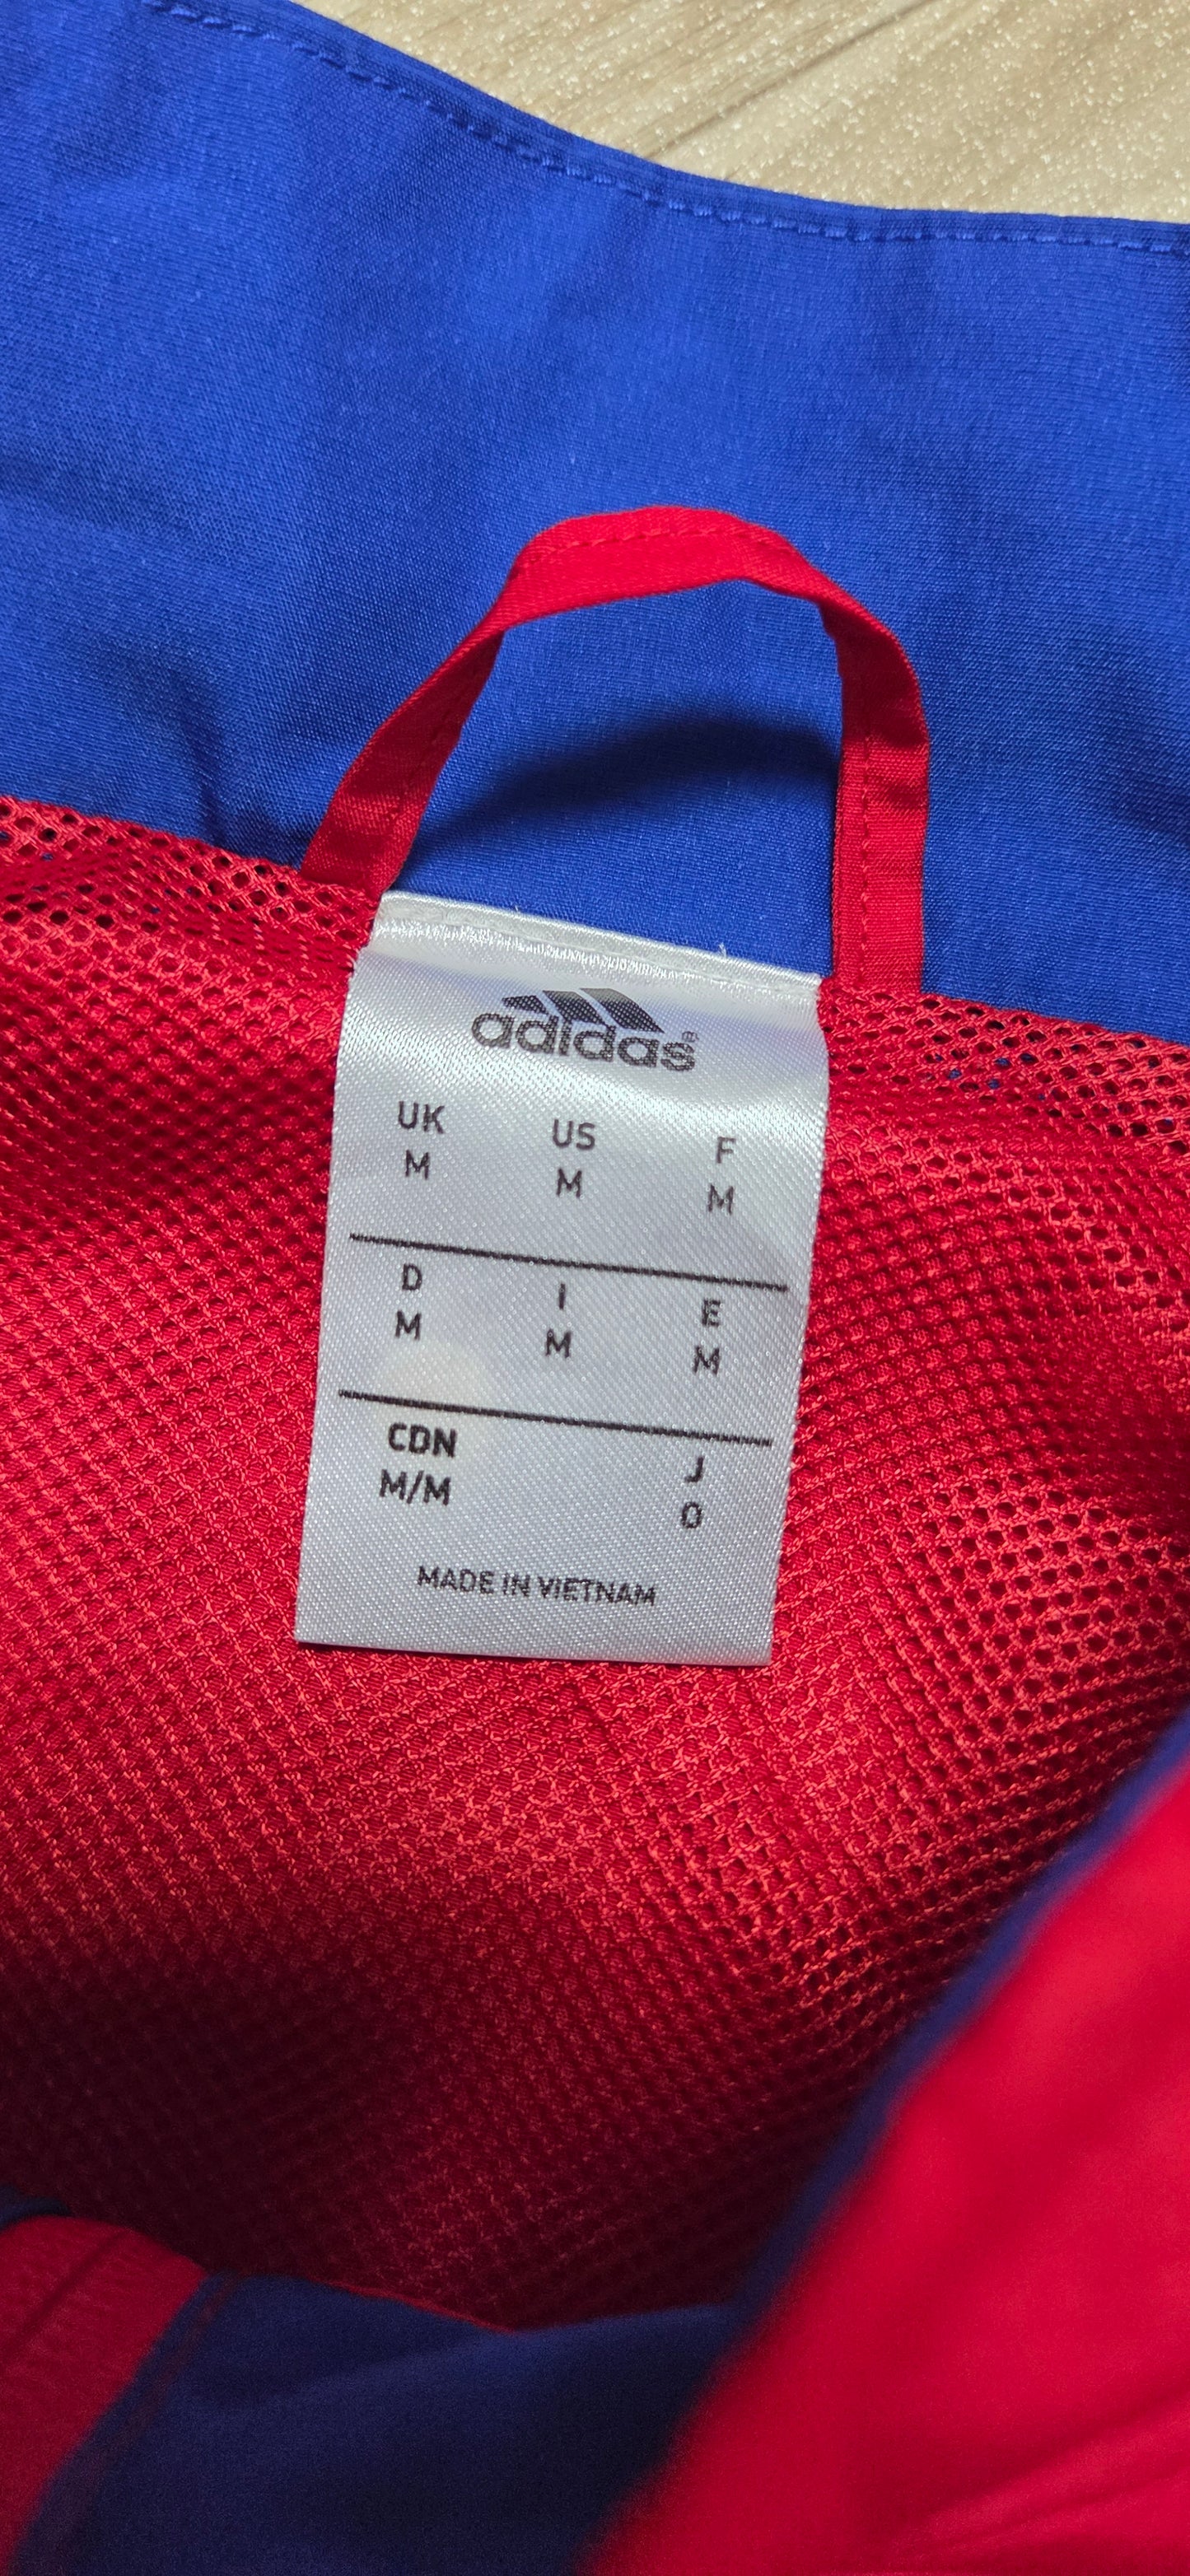 adidas®
UK US F
M M M
D I E
M M M
CDN J
M/M O
MADE IN VIETNAM